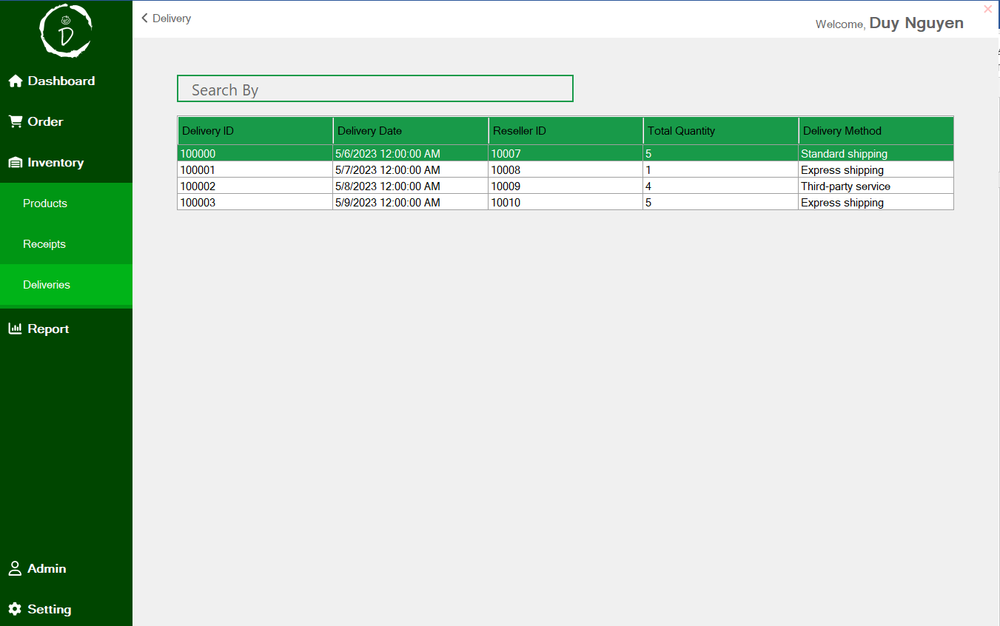 D
Delivery
Welcome, Duy Nguyen
Dashboard
Order
Inventory
Products
Receipts
Deliveries
Report
Admin
Setting
Search By
Delivery ID Delivery Date Reseller ID Total Quantity Delivery Method
100000 5/6/2023 12:00:00 AM 10007 5 Standard shipping
100001 5/7/2023 12:00:00 AM 10008 1 Express shipping
100002 5/8/2023 12:00:00 AM 10009 4 Third-party service
100003 5/9/2023 12:00:00 AM 10010 5 Express shipping